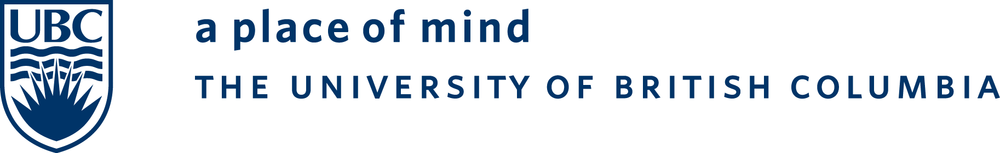 UBC
a place of mind
THE UNIVERSITY OF BRITISH COLUMBIA